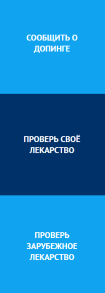 СООБЩИТЬ О
ДОПИНГЕ
ПРОВЕРЬ СВОЁ
ЛЕКАРСТВО
ПРОВЕРЬ
ЗАРУБЕЖНОЕ
ЛЕКАРСТВО